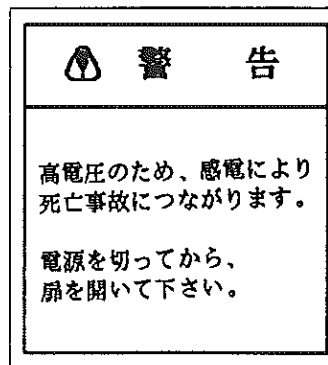 警告
高電圧のため、感電により
死亡事故につながります。
電源を切ってから、
扉を開いて下さい。